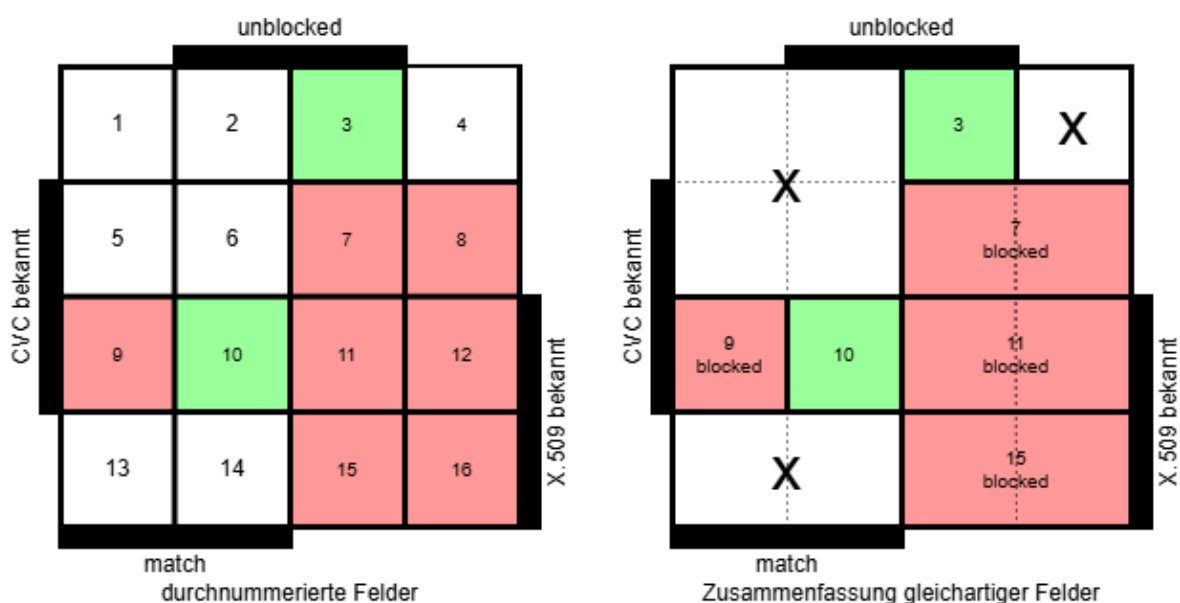 unblocked
1 2 3 4
5 6 7 8
9 10 11 12
13 14 15 16
CVC bekannt
X.509 bekannt
match
durchnummerierte Felder
unblocked
3 X
X
7
blocked
9
blocked
10
11
blocked
X
15
blocked
CVC bekannt
X.509 bekannt
match
Zusammenfassung gleichartiger Felder